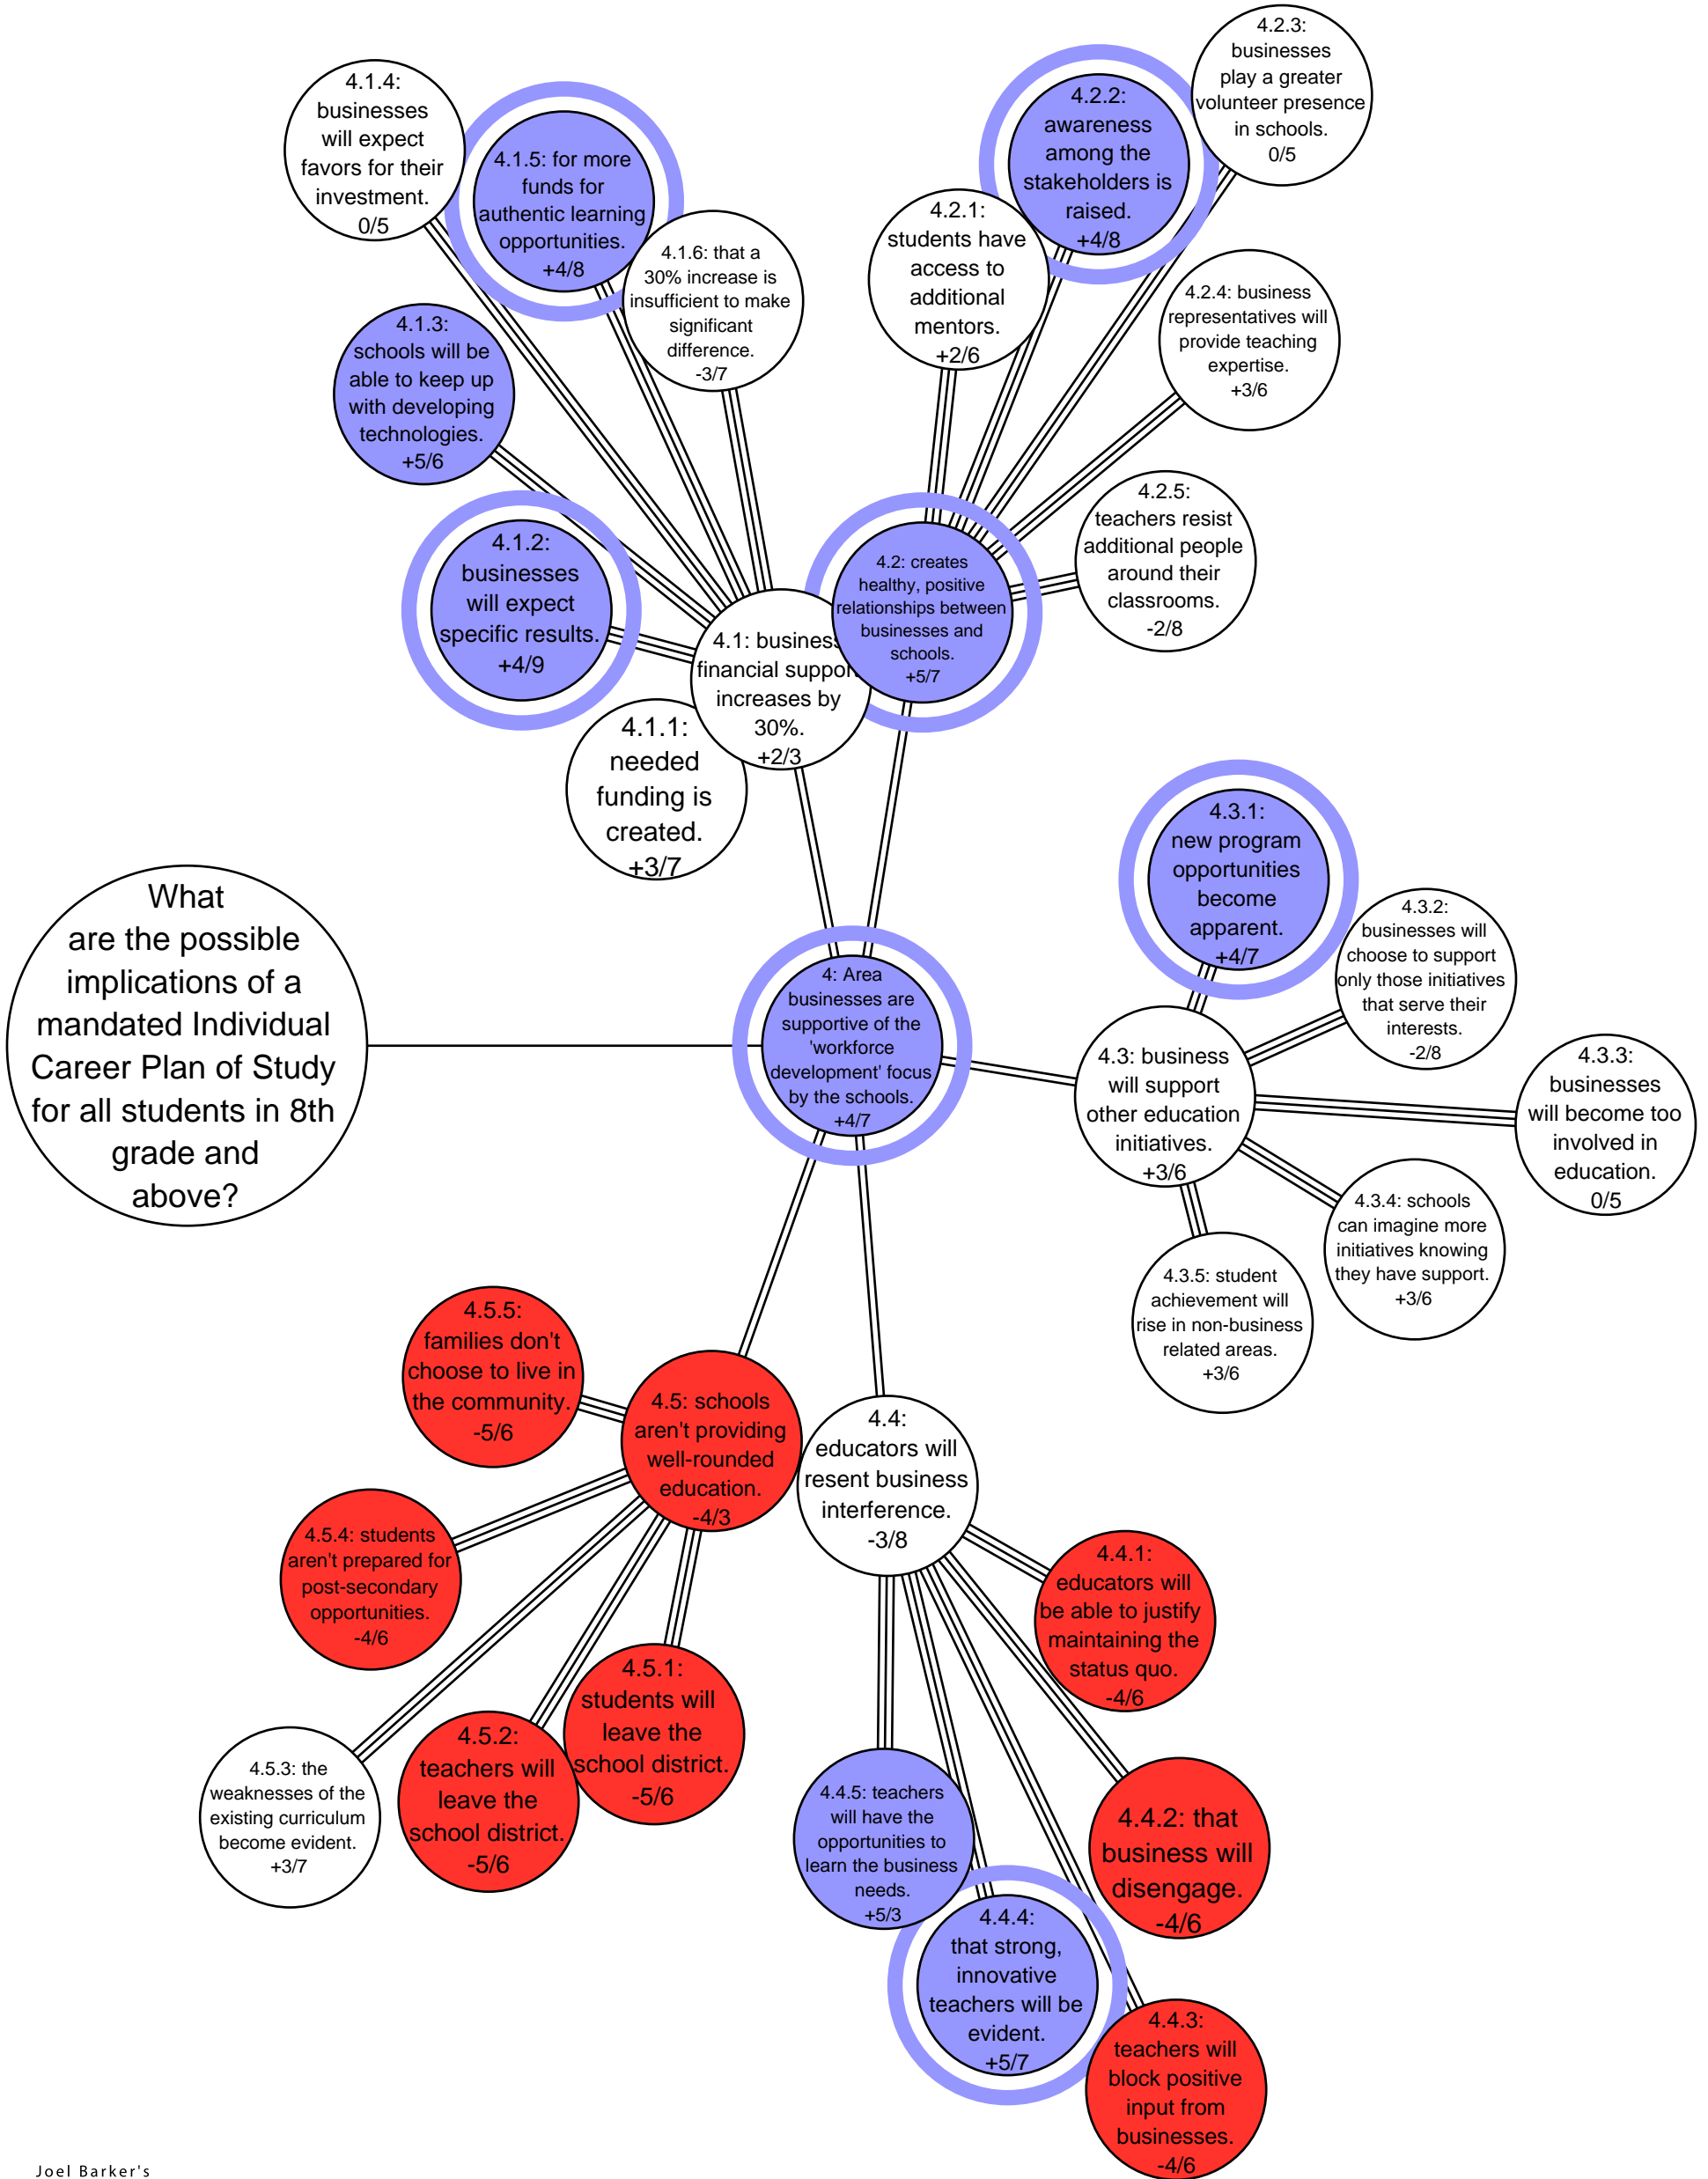 4.2.3:
businesses
play a greater
volunteer presence
in schools.
0/5
4.1.4:
businesses
will expect
favors for their
investment.
0/5
4.2.2:
awareness
among the
stakeholders is
raised.
+4/8
4.1.5: for more
funds for
authentic learning
opportunities.
+4/8
4.2.1:
students have
access to
additional
mentors.
+2/6
4.1.6: that a
30% increase is
insufficient to make
significant
difference.
-3/7
4.2.4: business
representatives will
provide teaching
expertise.
+3/6
4.1.3:
schools will be
able to keep up
with developing
technologies.
+5/6
4.2.5:
teachers resist
additional people
around their
classrooms.
-2/8
4.1.2:
businesses
will expect
specific results.
+4/9
4.2: creates
healthy, positive
relationships between
businesses and
schools.
+5/7
4.1: business
financial support
increases by
30%.
+2/3
4.1.1:
needed
funding is
created.
+3/7
4.3.1:
new program
opportunities
become
apparent.
+4/7
What
are the possible
implications of a
mandated Individual
Career Plan of Study
for all students in 8th
grade and
above?
4.3.2:
businesses will
choose to support
only those initiatives
that serve their
interests.
-2/8
4: Area
businesses are
supportive of the
'workforce
development' focus
by the schools.
+4/7
4.3: business
will support
other education
initiatives.
+3/6
4.3.3:
businesses
will become too
involved in
education.
0/5
4.3.4: schools
can imagine more
initiatives knowing
they have support.
+3/6
4.3.5: student
achievement will
rise in non-business
related areas.
+3/6
4.5.5:
families don't
choose to live in
the community.
-5/6
4.5: schools
aren't providing
well-rounded
education.
-4/3
4.4:
educators will
resent business
interference.
-3/8
4.5.4: students
aren't prepared for
post-secondary
opportunities.
-4/6
4.4.1:
educators will
be able to justify
maintaining the
status quo.
-4/6
4.5.1:
students will
leave the
school district.
-5/6
4.5.2:
teachers will
leave the
school district.
-5/6
4.5.3: the
weaknesses of the
existing curriculum
become evident.
+3/7
4.4.5: teachers
will have the
opportunities to
learn the business
needs.
+5/3
4.4.2: that
business will
disengage.
-4/6
4.4.4:
that strong,
innovative
teachers will be
evident.
+5/7
4.4.3:
teachers will
block positive
input from
businesses.
-4/6
Joel Barker's